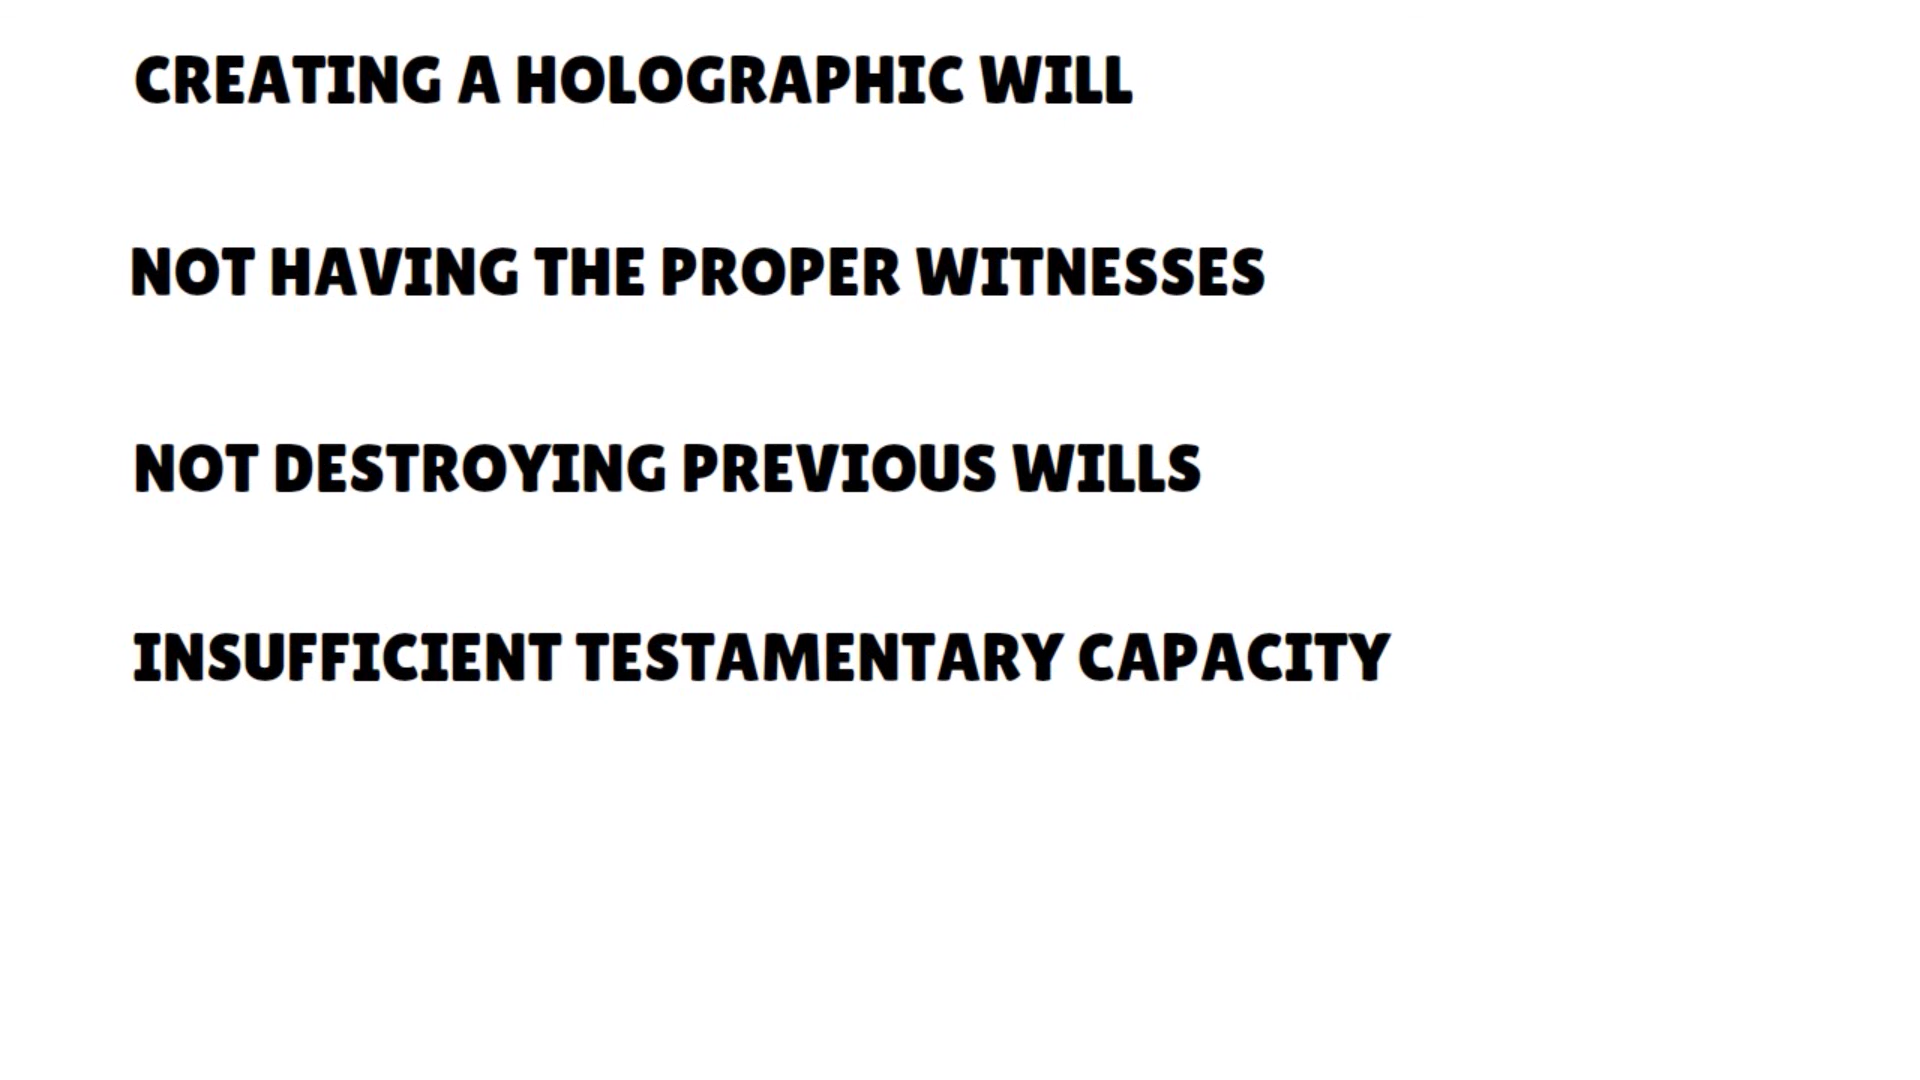 CREATING A HOLOGRAPHIC WILL
NOT HAVING THE PROPER WITNESSES
NOT DESTROYING PREVIOUS WILLS
INSUFFICIENT TESTAMENTARY CAPACITY